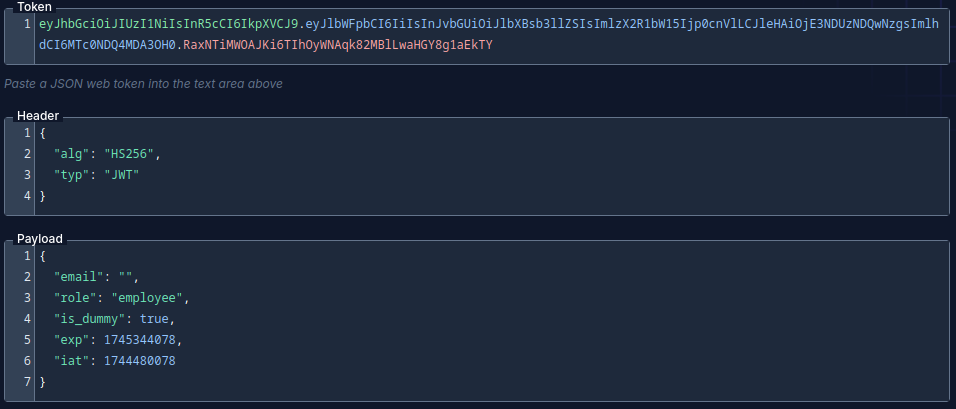 Token
1 eyJhbGciOiJIUzI1NiIsInR5cCI6IkpXVCJ9.eyJlbWFpbCI6IiIsInJvbGUiOiJlbXBsb3llZSIsImlzX2R1bW15Ijp0cnVlLCJleHAiOjE3NDUzNDQwNzgsImlh
dCI6MTc0NDQ4MDA3OH0.RaxNTiMWOAJKi6TIhOyWNAqk82MBlLwaHGY8g1aEkTY
Paste a JSON web token into the text area above
Header
1 {
2 "alg": "HS256",
3 "typ": "JWT"
4 }
Payload
1 {
2 "email": "",
3 "role": "employee",
4 "is_dummy": true,
5 "exp": 1745344078,
6 "iat": 1744480078
7 }